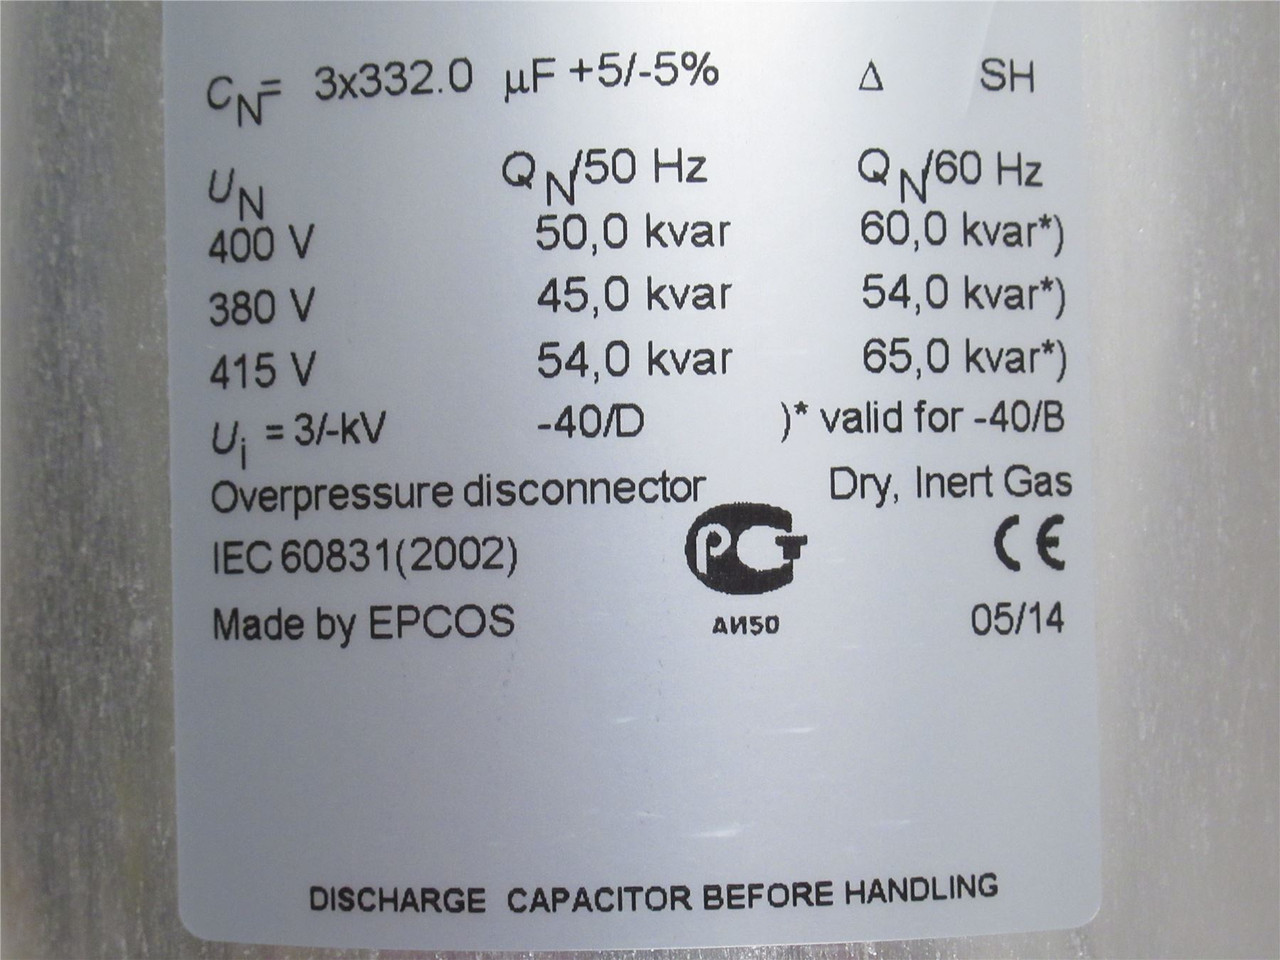 CN= 3x332.0 µF +5/-5% Δ SH
UN QN/50 Hz QN/60 Hz
400 V 50,0 kvar 60,0 kvar*)
380 V 45,0 kvar 54,0 kvar*)
415 V 54,0 kvar 65,0 kvar*)
Ui = 3/-kV -40/D )* valid for -40/B
Overpressure disconnector Dry, Inert Gas
IEC 60831(2002) РСТ CE
Made by EPCOS АИ50 05/14
DISCHARGE CAPACITOR BEFORE HANDLING